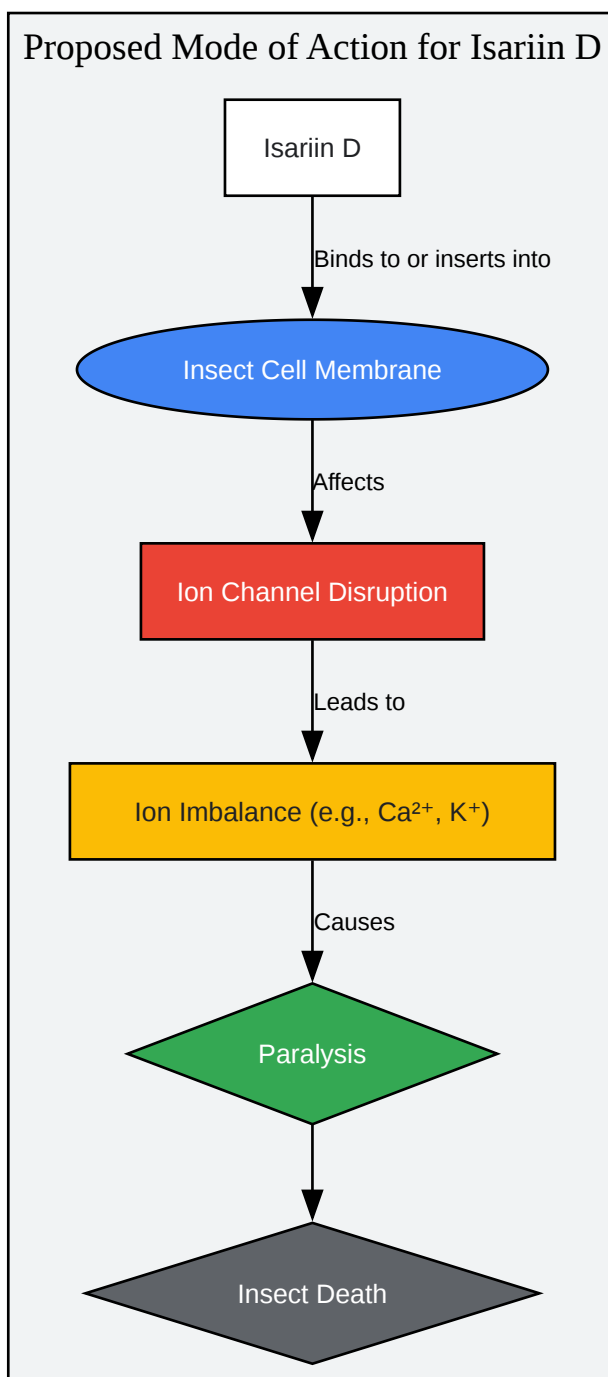 Proposed Mode of Action for Isariin D
Isariin D
Binds to or inserts into
Insect Cell Membrane
Affects
Ion Channel Disruption
Leads to
Ion Imbalance (e.g., Ca²⁺, K⁺)
Causes
Paralysis
Insect Death